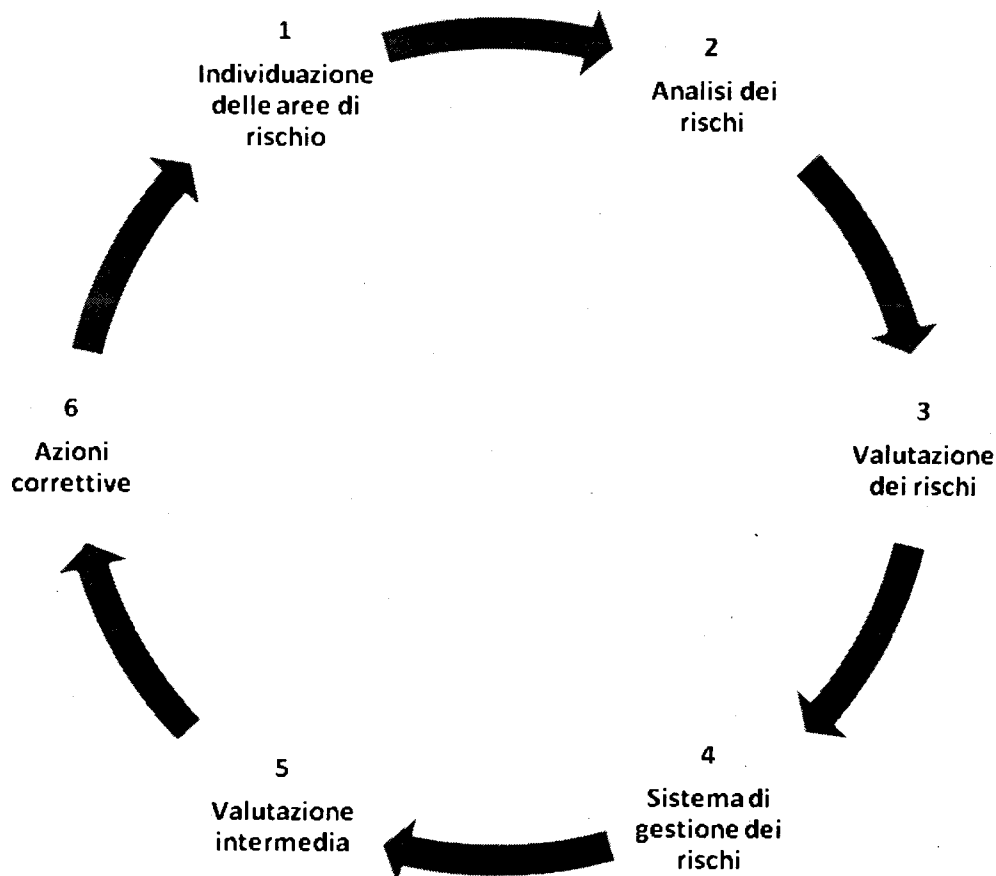 1
Individuazione
delle aree di
rischio
2
Analisi dei
rischi
3
Valutazione
dei rischi
4
Sistema di
gestione dei
rischi
5
Valutazione
intermedia
6
Azioni
correttive